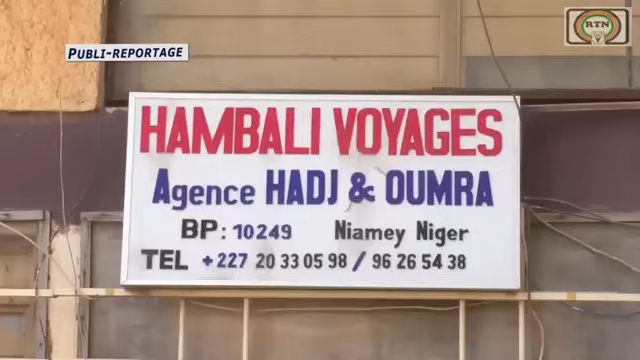 PUBLI-REPORTAGE
RTN
HAMBALI VOYAGES
Agence HADJ & OUMRA
BP: 10249 Niamey Niger
TEL +227 20 33 05 98 / 96 26 54 38